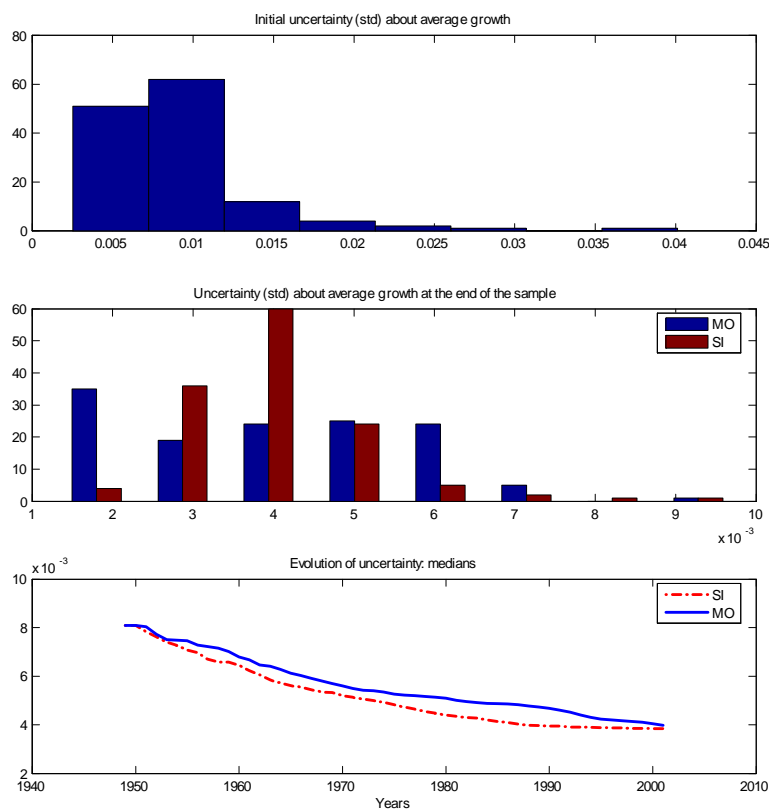 Initial uncertainty (std) about average growth
80
60
40
20
0
0 0.005 0.01 0.015 0.02 0.025 0.03 0.035 0.04 0.045
Uncertainty (std) about average growth at the end of the sample
60
50
40
30
20
10
0
MO
SI
1 2 3 4 5 6 7 8 9 10
x 10 -3
x 10 -3
Evolution of uncertainty: medians
10
8
6
4
2
SI
MO
1940 1950 1960 1970 1980 1990 2000 2010
Years